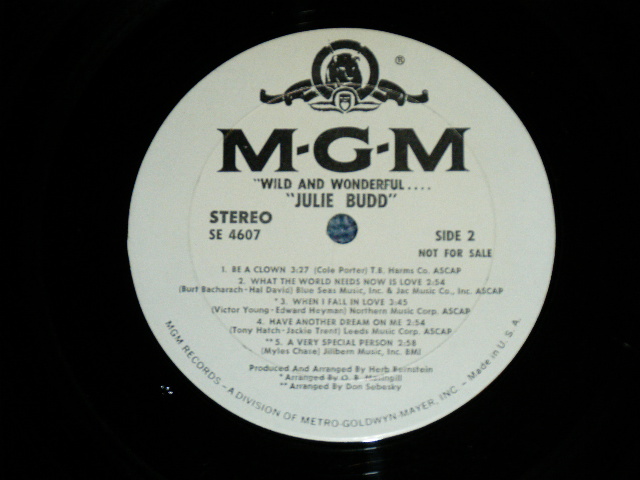 ®
M-G-M
"WILD AND WONDERFUL....
"JULIE BUDD"
STEREO
SE 4607
SIDE 2
NOT FOR SALE
1. BE A CLOWN 3:27 (Cole Porter) T.B. Harms Co. ASCAP
2. WHAT THE WORLD NEEDS NOW IS LOVE 2:54
(Burt Bacharach - Hal David) Blue Seas Music, Inc. & Jac Music Co., Inc. ASCAP
* 3. WHEN I FALL IN LOVE 3:45
(Victor Young - Edward Heyman) Northern Music Corp. ASCAP
4. HAVE ANOTHER DREAM ON ME 2:54
(Tony Hatch - Jackie Trent) Leeds Music Corp. ASCAP
** 5. A VERY SPECIAL PERSON 2:58
(Myles Chase) Jillbern Music, Inc. BMI
Produced And Arranged By Herb Bernstein
* Arranged By O. B.
** Arranged By Don Sebesky
MGM RECORDS – A DIVISION OF METRO-GOLDWYN-MAYER, INC. – Made in U.S.A.